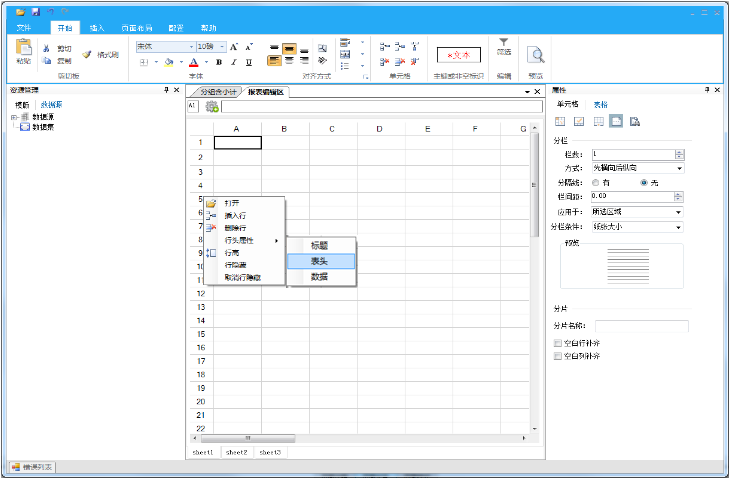 文件 开始 插入 页面布局 配置 帮助
粘贴 剪切 复制 格式刷
宋体 10磅
B I U
*文本
筛选
预览
剪贴板 字体 对齐方式 单元格 主键或非空标识 编辑 预览
资源管理
视图 数据源
数据源
数据集
分组含小计 报表编辑区
A1
A B C D E F G
1
2
3
4
5
6
7
8
9
10
11
12
13
14
15
16
17
18
19
20
21
22
打开
插入行
删除行
行头属性
行高
行隐藏
取消行隐藏
标题
表头
数据
sheet1 sheet2 sheet3
属性
单元格 表格
分栏
栏数: 1
方式: 先横向后纵向
分隔线: 有 无
栏间距: 0.00
应用于: 所选区域
分栏条件: 纸张大小
预览
分片
分片名称:
空白行补齐
空白列补齐
错误列表